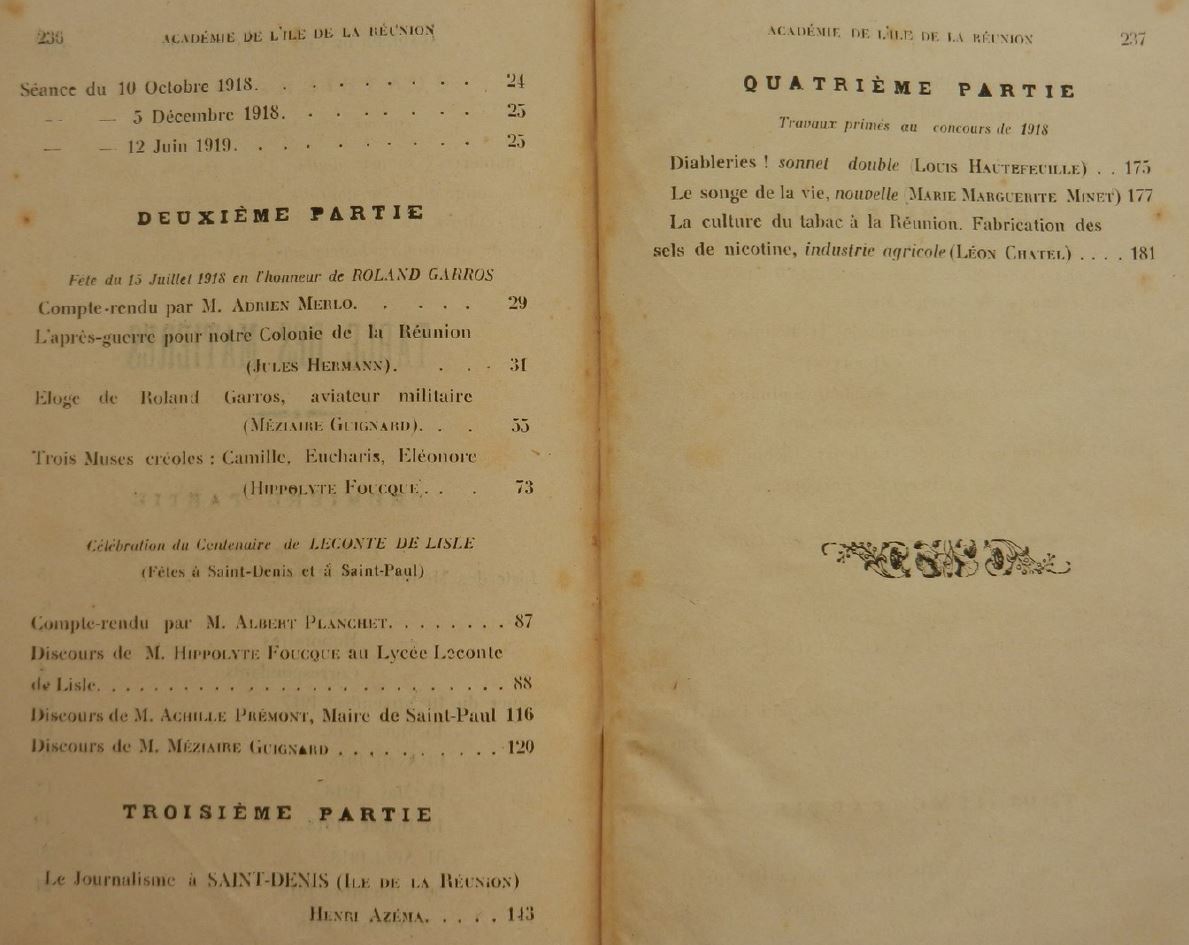 236 ACADÉMIE DE L'ILE DE LA RÉUNION
Séance du 10 Octobre 1918. . . . . . . . . 24
— — 5 Décembre 1918. . . . . . . . 25
— — 12 Juin 1919. . . . . . . . . . 25
DEUXIÈME PARTIE
Fête du 15 Juillet 1918 en l'honneur de ROLAND GARROS
Compte-rendu par M. ADRIEN MERLO. . . . . 29
L'après-guerre pour notre Colonie de la Réunion
(JULES HERMANN). . . . 31
Eloge de Roland Garros, aviateur militaire
(MÉZIAIRE GUIGNARD). . . 55
Trois Muses créoles : Camille, Eucharis, Eléonore
(HIPPOLYTE FOUCQUE). . . 73
Célébration du Centenaire de LECONTE DE LISLE
(Fêtes à Saint-Denis et à Saint-Paul)
Compte-rendu par M. ALBERT PLANCHET. . . . . . . . 87
Discours de M. HIPPOLYTE FOUCQUE au Lycée Leconte
de Lisle. . . . . . . . . . . . . . . . . . . . . . . . . 88
Discours de M. ACHILLE PRÉMONT, Maire de Saint-Paul 116
Discours de M. MÉZIAIRE GUIGNARD . . . . . . . . . . 120
TROISIÈME PARTIE
Le Journalisme à SAINT-DENIS (ILE DE LA RÉUNION)
HENRI AZÉMA. . . . . 143
ACADÉMIE DE L'ILE DE LA RÉUNION 237
QUATRIÈME PARTIE
Travaux primés au concours de 1918
Diableries ! sonnet double (LOUIS HAUTEFEUILLE) . . 175
Le songe de la vie, nouvelle (MARIE MARGUERITE MINET) 177
La culture du tabac à la Réunion. Fabrication des
sels de nicotine, industrie agricole (LÉON CHATEL) . . . . 181